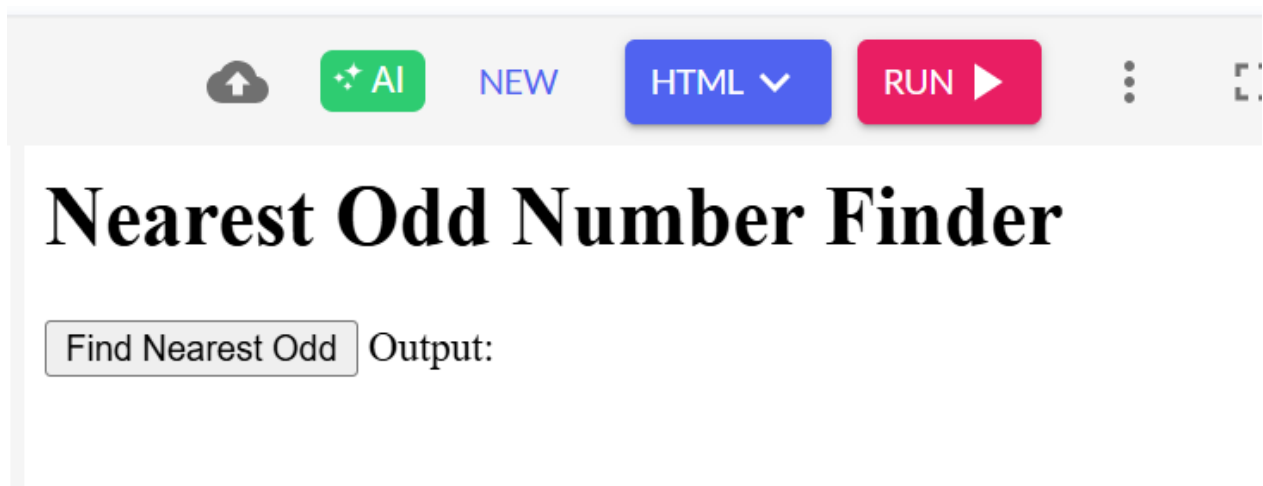 AI NEW HTML RUN
Nearest Odd Number Finder
Find Nearest Odd Output: